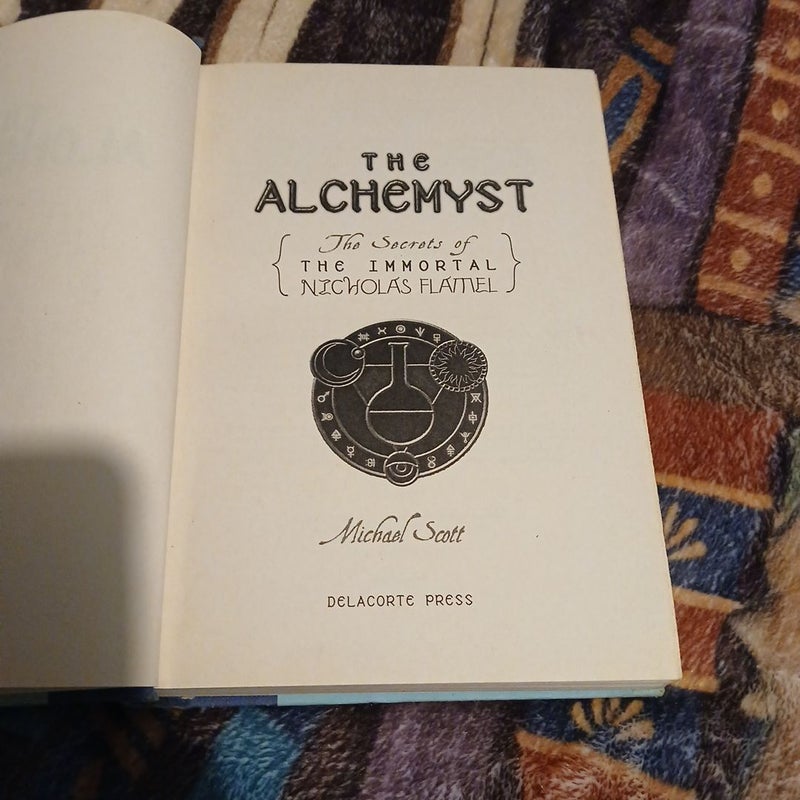 THE
ALCHEMYST
The Secrets of
THE IMMORTAL
NICHOLAS FLAMEL
Michael Scott
DELACORTE PRESS